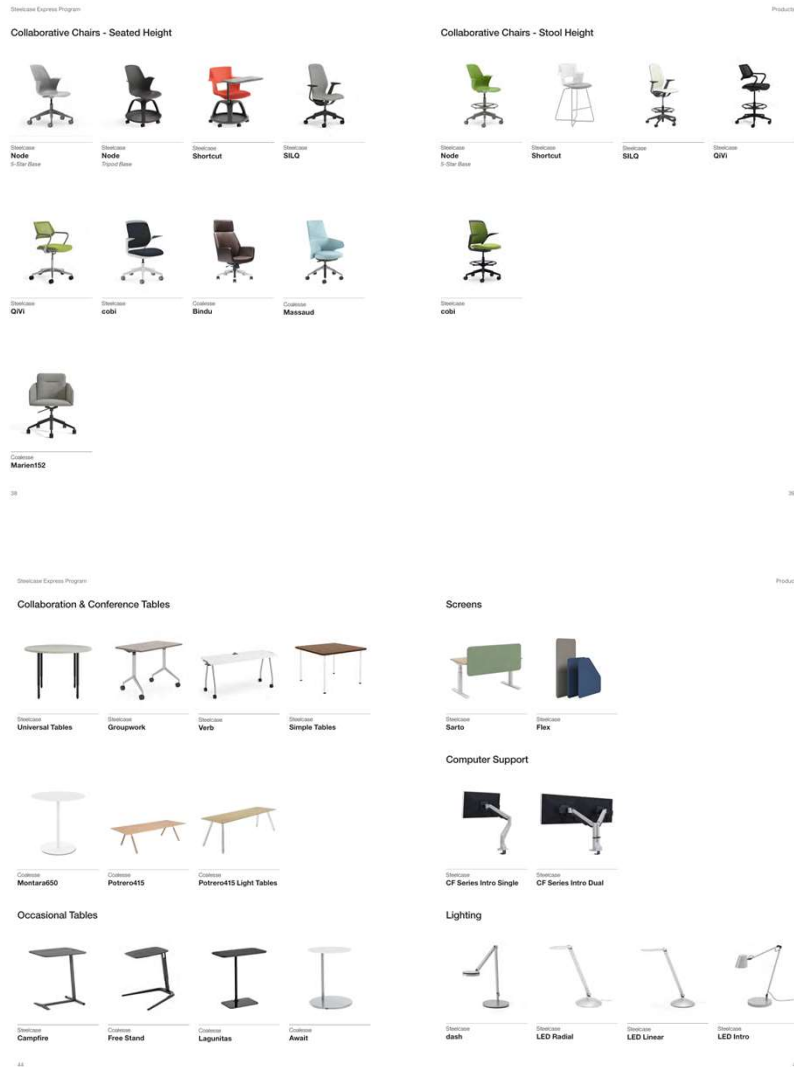 Steelcase Express Program
Collaborative Chairs - Seated Height
Steelcase
Node
5-Star Base
Steelcase
Node
Tripod Base
Steelcase
Shortcut
Steelcase
SILQ
Steelcase
QiVi
Steelcase
cobi
Coalesse
Bindu
Coalesse
Massaud
Coalesse
Marien152
38
Collaborative Chairs - Stool Height
Steelcase
Node
5-Star Base
Steelcase
Shortcut
Steelcase
SILQ
Steelcase
QiVi
Steelcase
cobi
Steelcase Express Program
Collaboration & Conference Tables
Steelcase
Universal Tables
Steelcase
Groupwork
Steelcase
Verb
Steelcase
Simple Tables
Coalesse
Montara650
Coalesse
Potrero415
Coalesse
Potrero415 Light Tables
Occasional Tables
Steelcase
Campfire
Coalesse
Free Stand
Coalesse
Lagunitas
Coalesse
Await
44
Screens
Steelcase
Sarto
Steelcase
Flex
Computer Support
Steelcase
CF Series Intro Single
Steelcase
CF Series Intro Dual
Lighting
Steelcase
dash
Steelcase
LED Radial
Steelcase
LED Linear
Steelcase
LED Intro